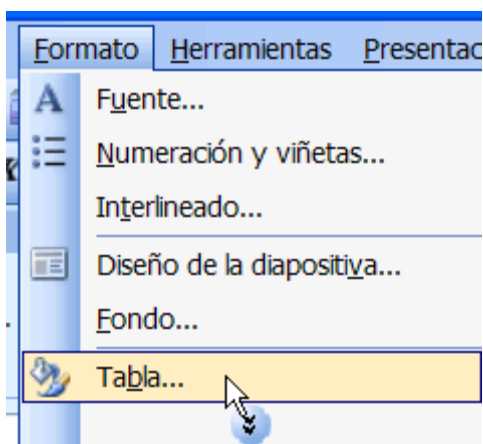 Formato Herramientas Presentac
Fuente...
Numeración y viñetas...
Interlineado...
Diseño de la diapositiva...
Fondo...
Tabla...